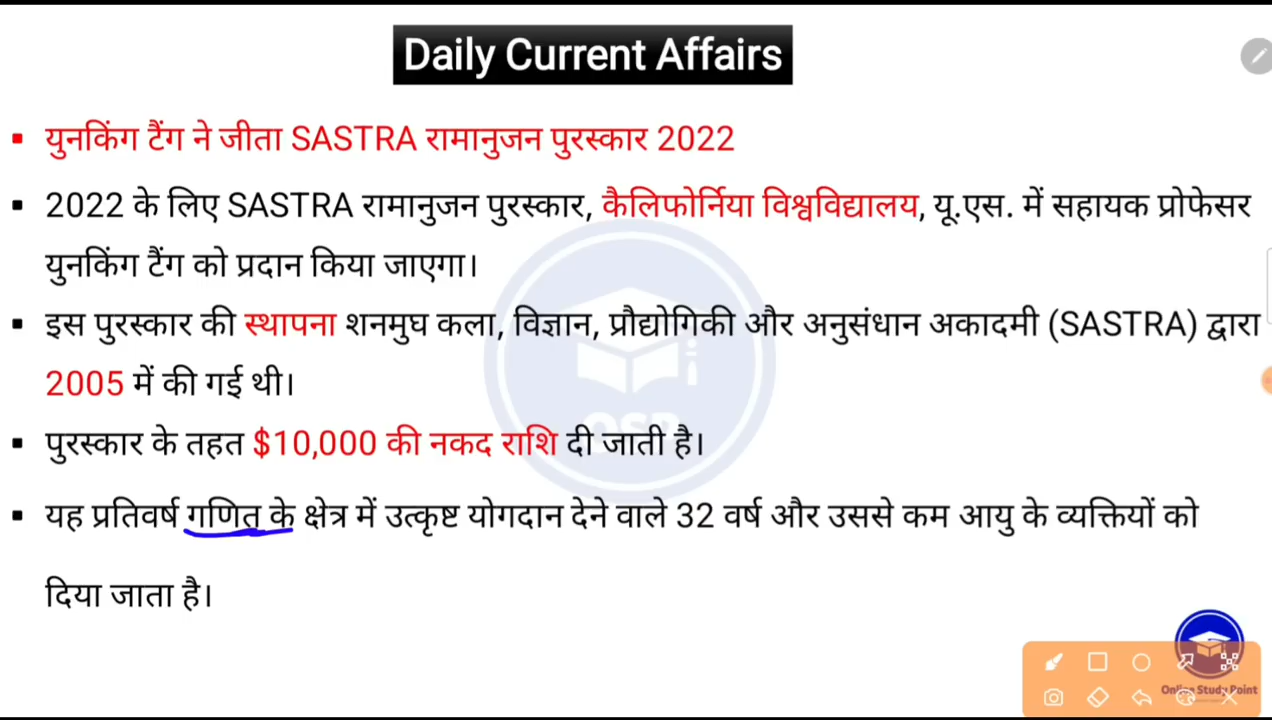 Daily Current Affairs
▪ युनकिंग टैंग ने जीता SASTRA रामानुजन पुरस्कार 2022
▪ 2022 के लिए SASTRA रामानुजन पुरस्कार, कैलिफोर्निया विश्वविद्यालय, यू.एस. में सहायक प्रोफेसर
युनकिंग टैंग को प्रदान किया जाएगा।
▪ इस पुरस्कार की स्थापना शनमुघ कला, विज्ञान, प्रौद्योगिकी और अनुसंधान अकादमी (SASTRA) द्वारा
2005 में की गई थी।
▪ पुरस्कार के तहत $10,000 की नकद राशि दी जाती है।
▪ यह प्रतिवर्ष गणित के क्षेत्र में उत्कृष्ट योगदान देने वाले 32 वर्ष और उससे कम आयु के व्यक्तियों को
दिया जाता है।
OSP
Online Study Point